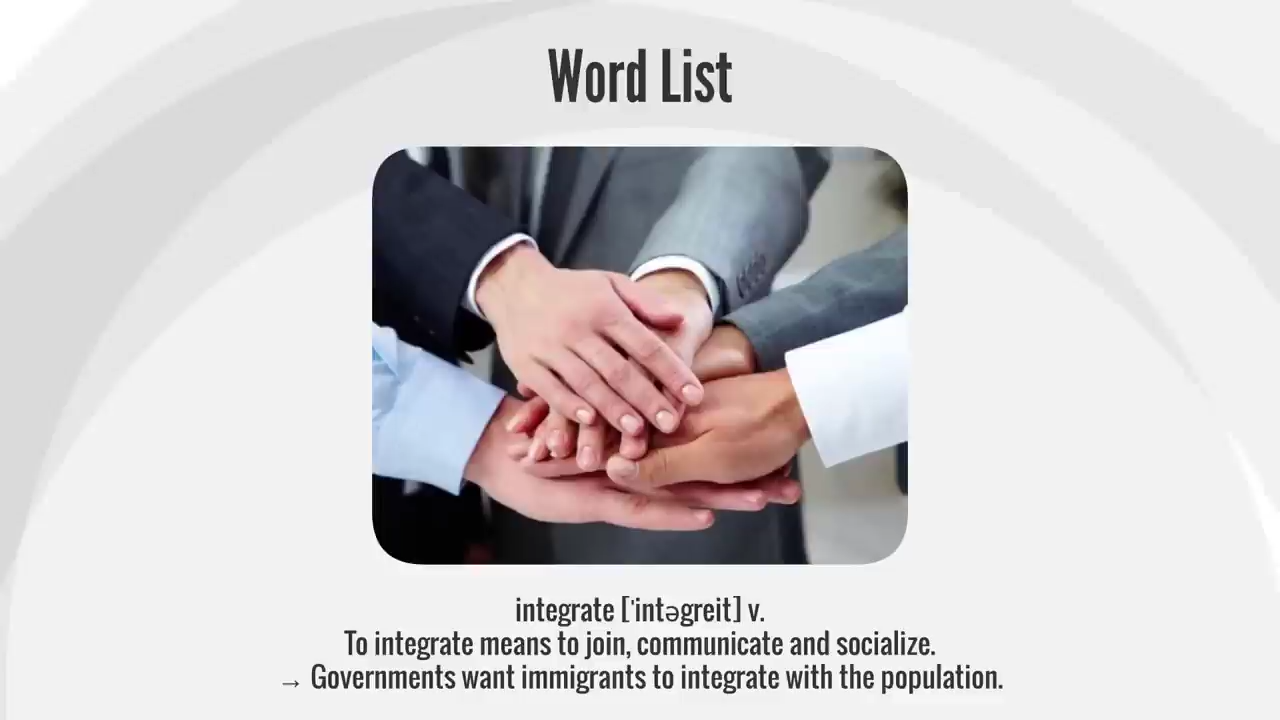 Word List
integrate [ˈintəgreit] v.
To integrate means to join, communicate and socialize.
→ Governments want immigrants to integrate with the population.